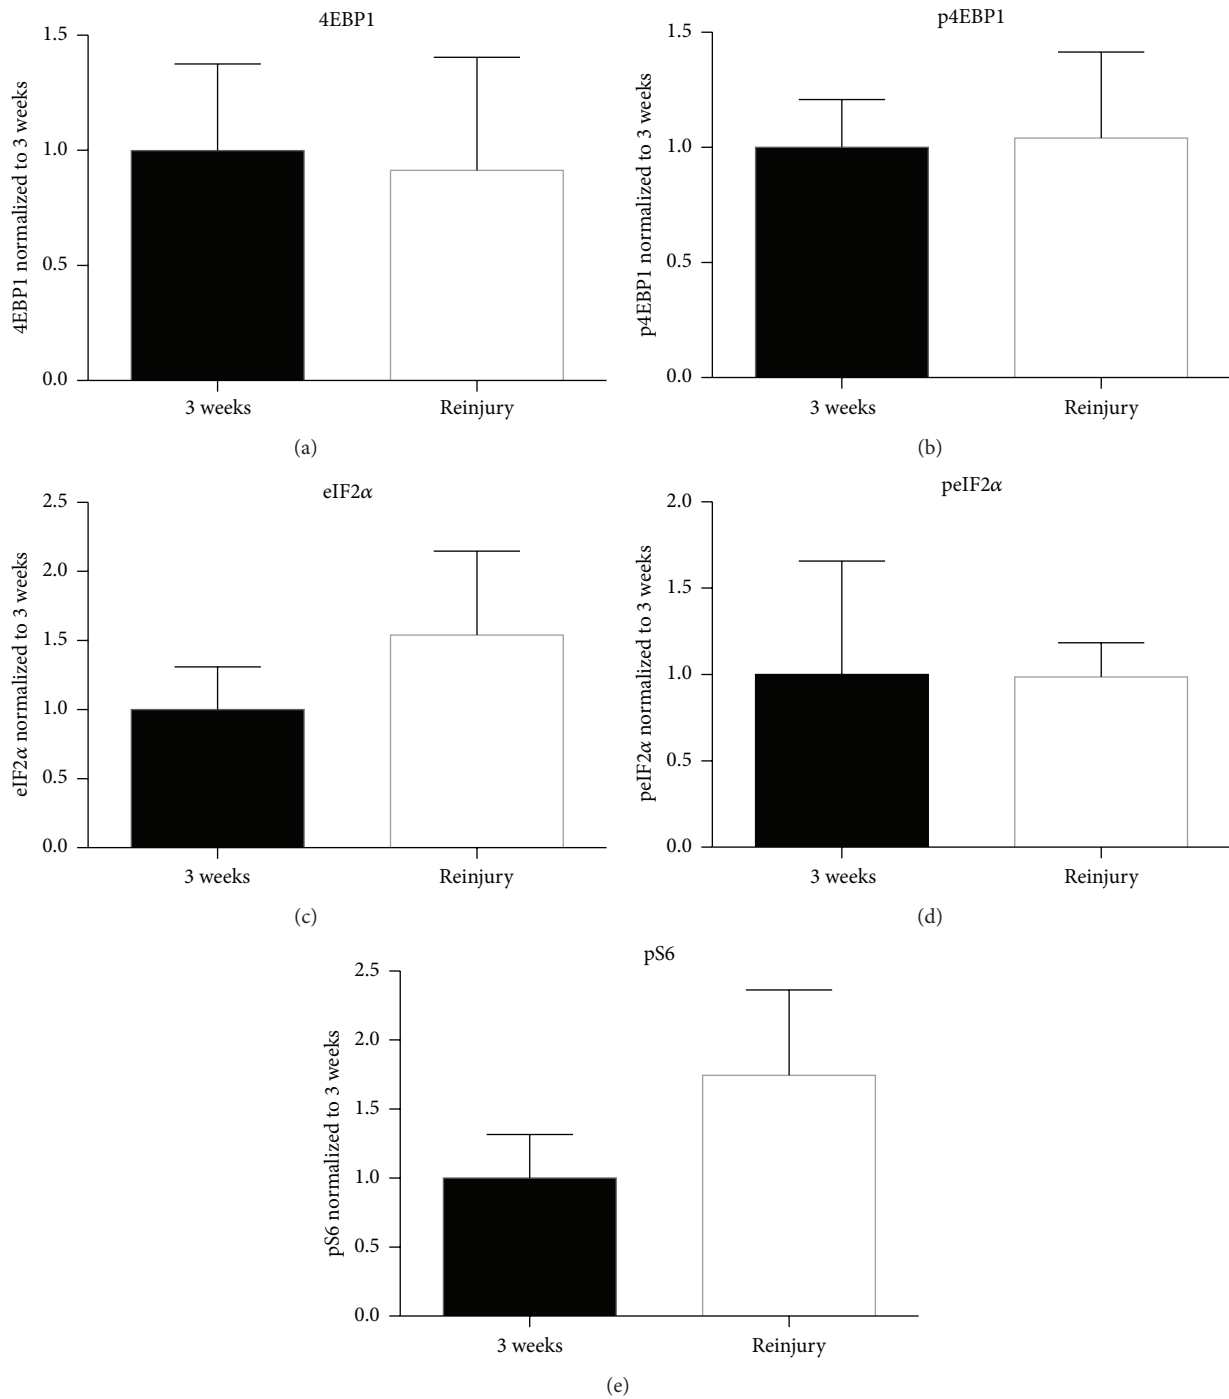 4EBP1
4EBP1 normalized to 3 weeks
1.5
1.0
0.5
0.0
3 weeks
Reinjury
(a)
p4EBP1
p4EBP1 normalized to 3 weeks
1.5
1.0
0.5
0.0
3 weeks
Reinjury
(b)
eIF2α
eIF2α normalized to 3 weeks
2.5
2.0
1.5
1.0
0.5
0.0
3 weeks
Reinjury
(c)
peIF2α
peIF2α normalized to 3 weeks
2.0
1.5
1.0
0.5
0.0
3 weeks
Reinjury
(d)
pS6
pS6 normalized to 3 weeks
2.5
2.0
1.5
1.0
0.5
0.0
3 weeks
Reinjury
(e)